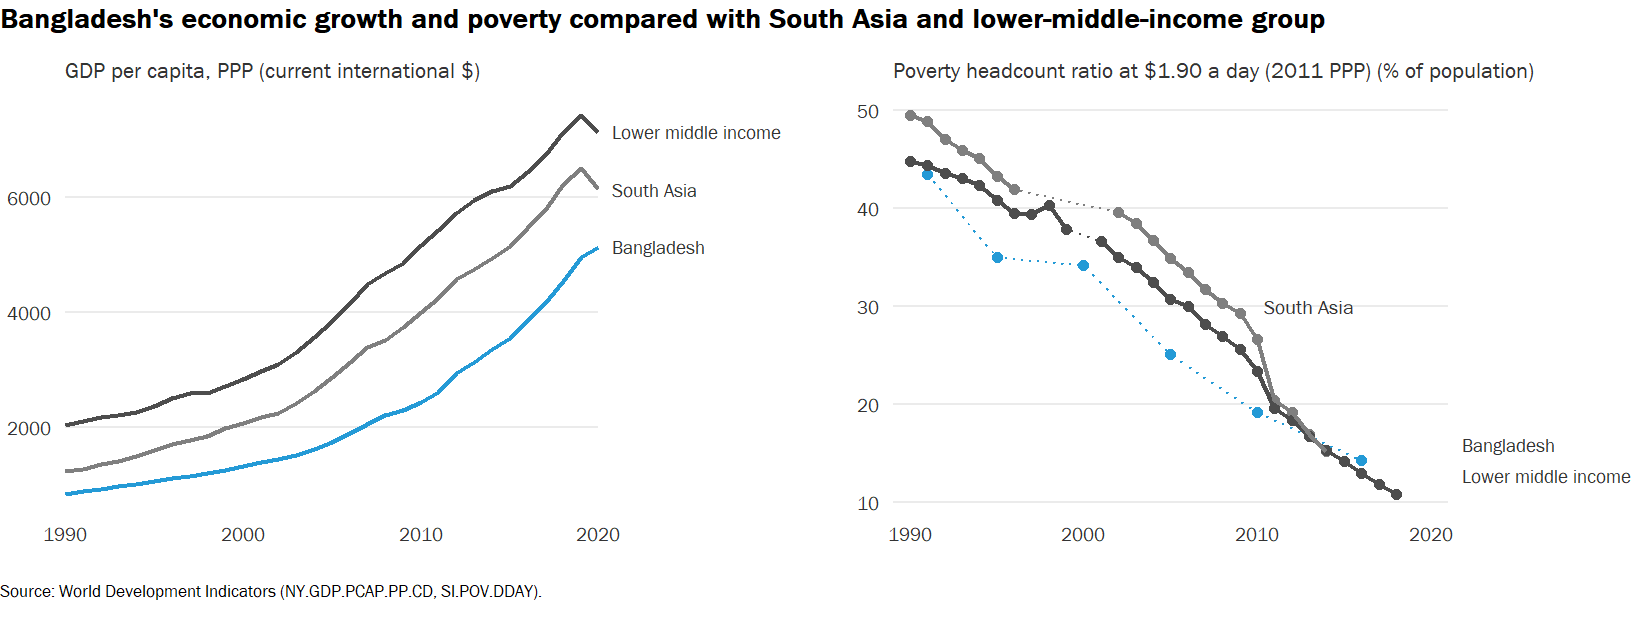 Bangladesh's economic growth and poverty compared with South Asia and lower-middle-income group
GDP per capita, PPP (current international $)
Lower middle income
South Asia
Bangladesh
6000
4000
2000
1990
2000
2010
2020
Poverty headcount ratio at $1.90 a day (2011 PPP) (% of population)
50
40
30
20
10
South Asia
Bangladesh
Lower middle income
1990
2000
2010
2020
Source: World Development Indicators (NY.GDP.PCAP.PP.CD, SI.POV.DDAY).